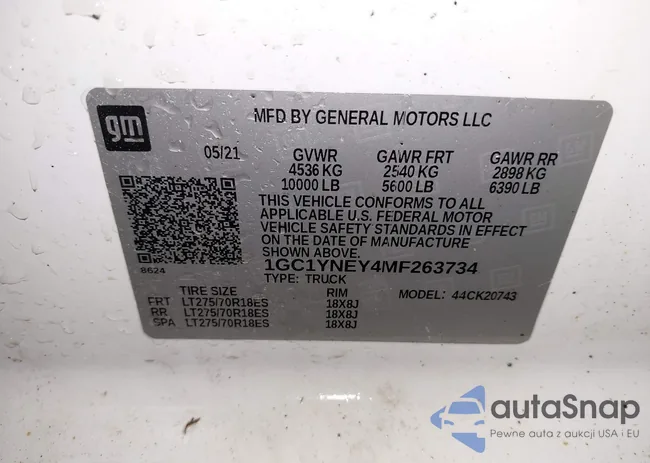 gm
MFD BY GENERAL MOTORS LLC
05/21 GVWR GAWR FRT GAWR RR
4536 KG 2540 KG 2898 KG
10000 LB 5600 LB 6390 LB
THIS VEHICLE CONFORMS TO ALL
APPLICABLE U.S. FEDERAL MOTOR
VEHICLE SAFETY STANDARDS IN EFFECT
ON THE DATE OF MANUFACTURE
SHOWN ABOVE.
8624
1GC1YNEY4MF263734
TYPE: TRUCK MODEL: 44CK20743
TIRE SIZE RIM
FRT LT275/70R18ES 18X8J
RR LT275/70R18ES 18X8J
SPA LT275/70R18ES 18X8J
autaSnap
Pewne auta z aukcji USA i EU